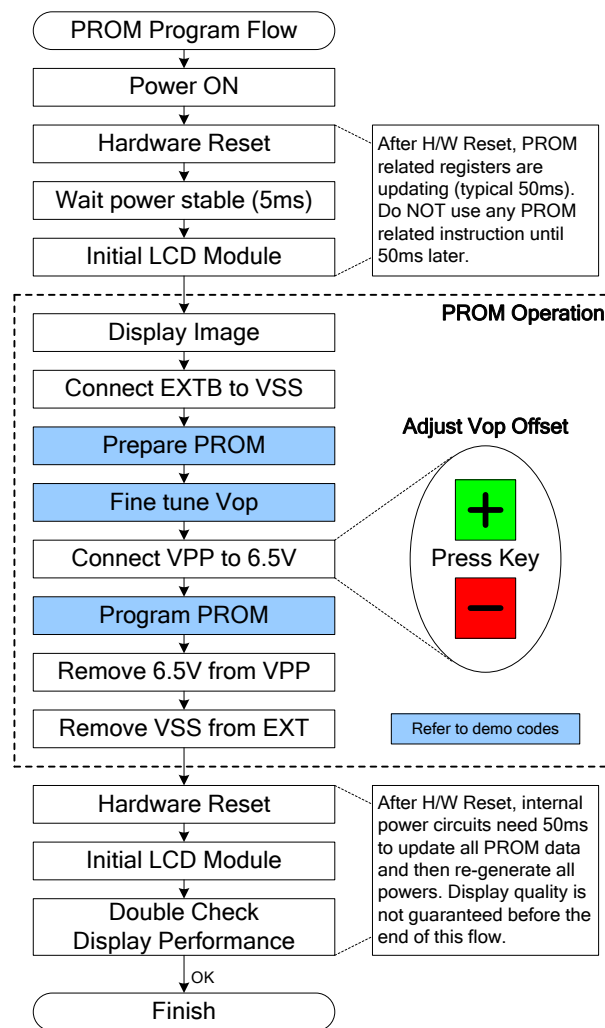 PROM Program Flow
Power ON
Hardware Reset
Wait power stable (5ms)
Initial LCD Module
After H/W Reset, PROM
related registers are
updating (typical 50ms).
Do NOT use any PROM
related instruction until
50ms later.
PROM Operation
Display Image
Connect EXTB to VSS
Prepare PROM
Fine tune Vop
Connect VPP to 6.5V
Program PROM
Remove 6.5V from VPP
Remove VSS from EXT
Adjust Vop Offset
+
Press Key
−
Refer to demo codes
Hardware Reset
Initial LCD Module
Double Check
Display Performance
After H/W Reset, internal
power circuits need 50ms
to update all PROM data
and then re-generate all
powers. Display quality is
not guaranteed before the
end of this flow.
OK
Finish